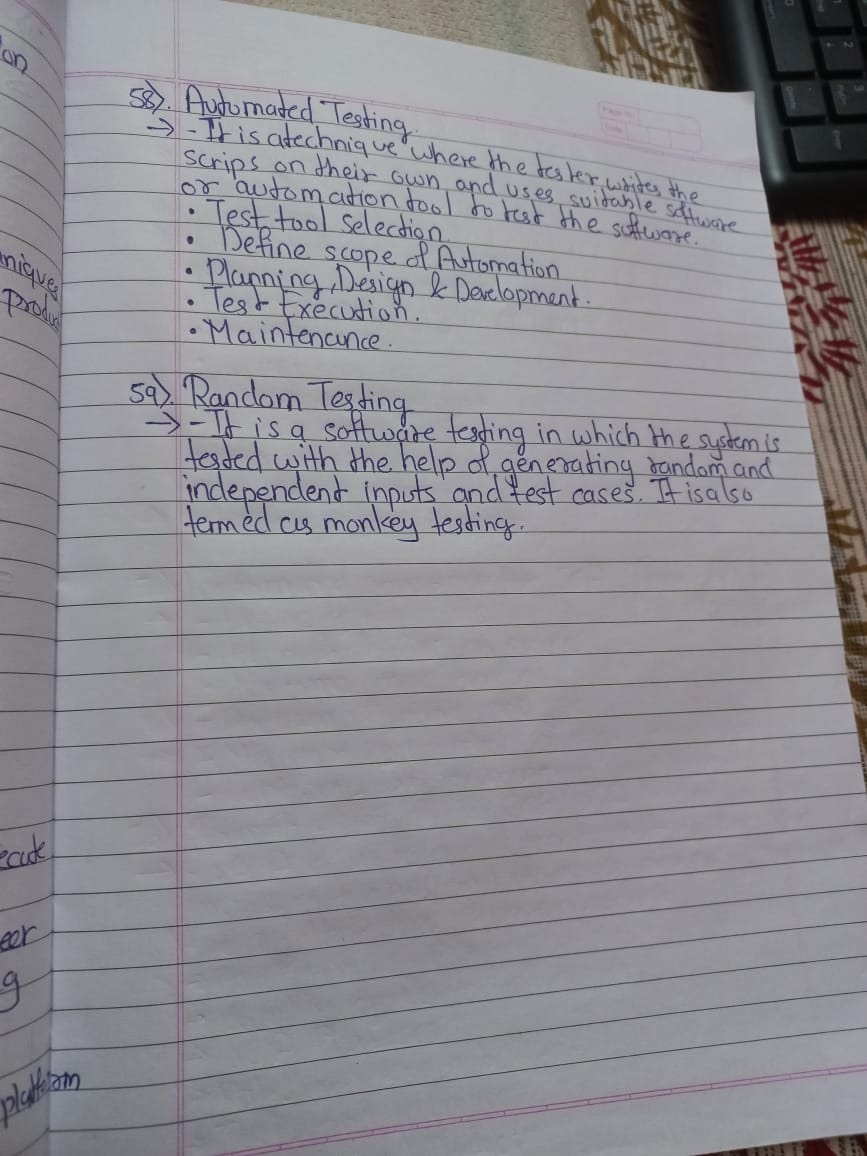 58). Automated Testing.
→ - It is a technique where the tester writes the
scrips on their own and uses suitable software
or automation tool to test the software.
• Test tool Selection.
• Define scope of Automation
• Planning, Design & Development.
• Test Execution.
• Maintenance.
59). Random Testing
→ - It is a software testing in which the system is
tested with the help of generating random and
independent inputs and test cases. It is also
termed as monkey testing.
on
niques
ecute
eer
g
platform